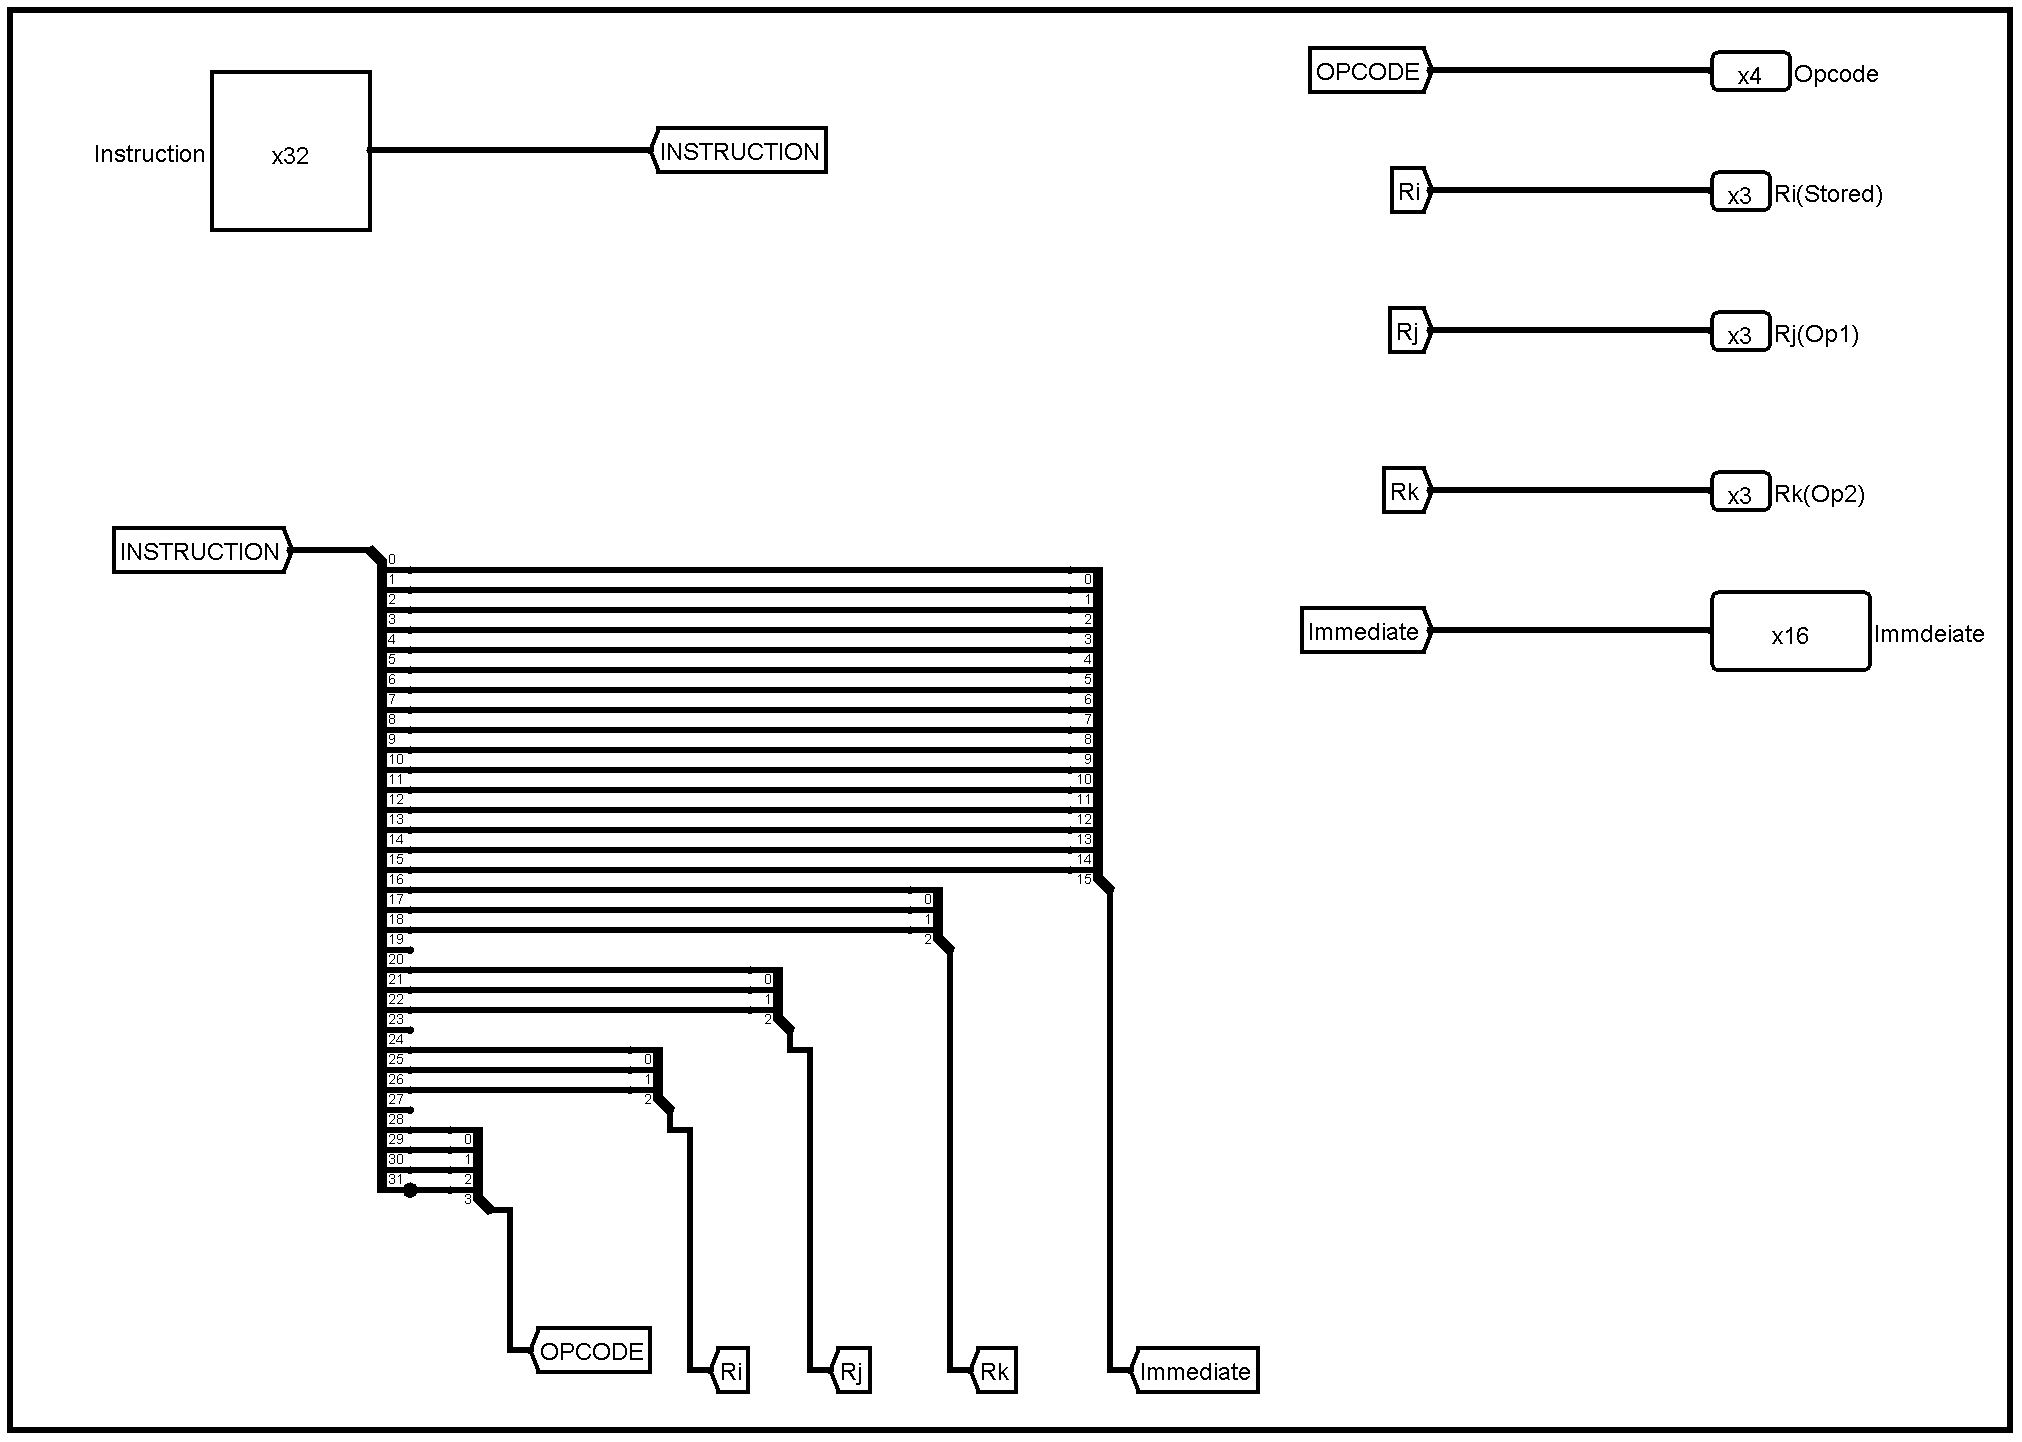 OPCODE x4 Opcode
Instruction x32 INSTRUCTION
Ri x3 Ri(Stored)
Rj x3 Rj(Op1)
Rk x3 Rk(Op2)
INSTRUCTION
Immediate x16 Immdeiate
0
1 0
2 1
3 2
4 3
5 4
6 5
7 6
8 7
9 8
10 9
11 10
12 11
13 12
14 13
15 14
16 15
17 0
18 1
19 2
20
21 0
22 1
23 2
24
25 0
26 1
27 2
28
29 0
30 1
31 2
3
OPCODE
Ri
Rj
Rk
Immediate